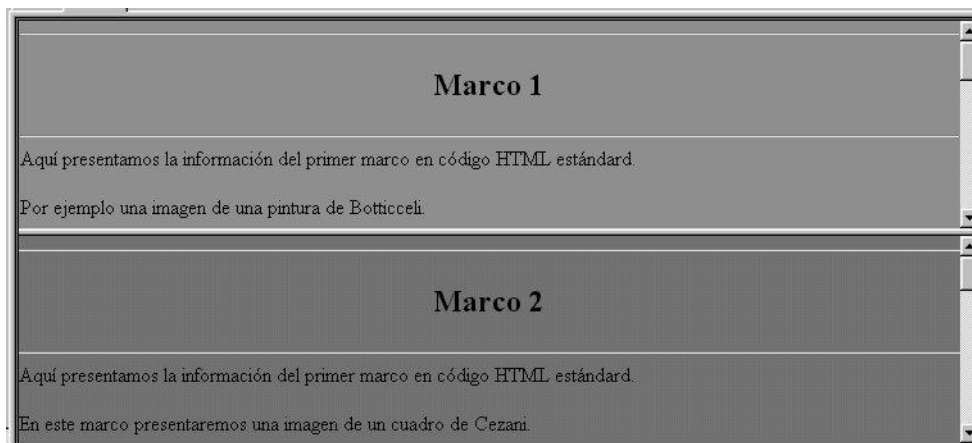 Marco 1
Aquí presentamos la información del primer marco en código HTML estándard.
Por ejemplo una imagen de una pintura de Botticceli.
Marco 2
Aquí presentamos la información del primer marco en código HTML estándard.
En este marco presentaremos una imagen de un cuadro de Cezani.